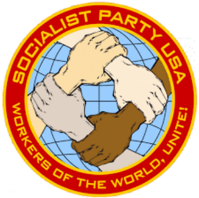 SOCIALIST PARTY USA
WORKERS OF THE WORLD, UNITE!